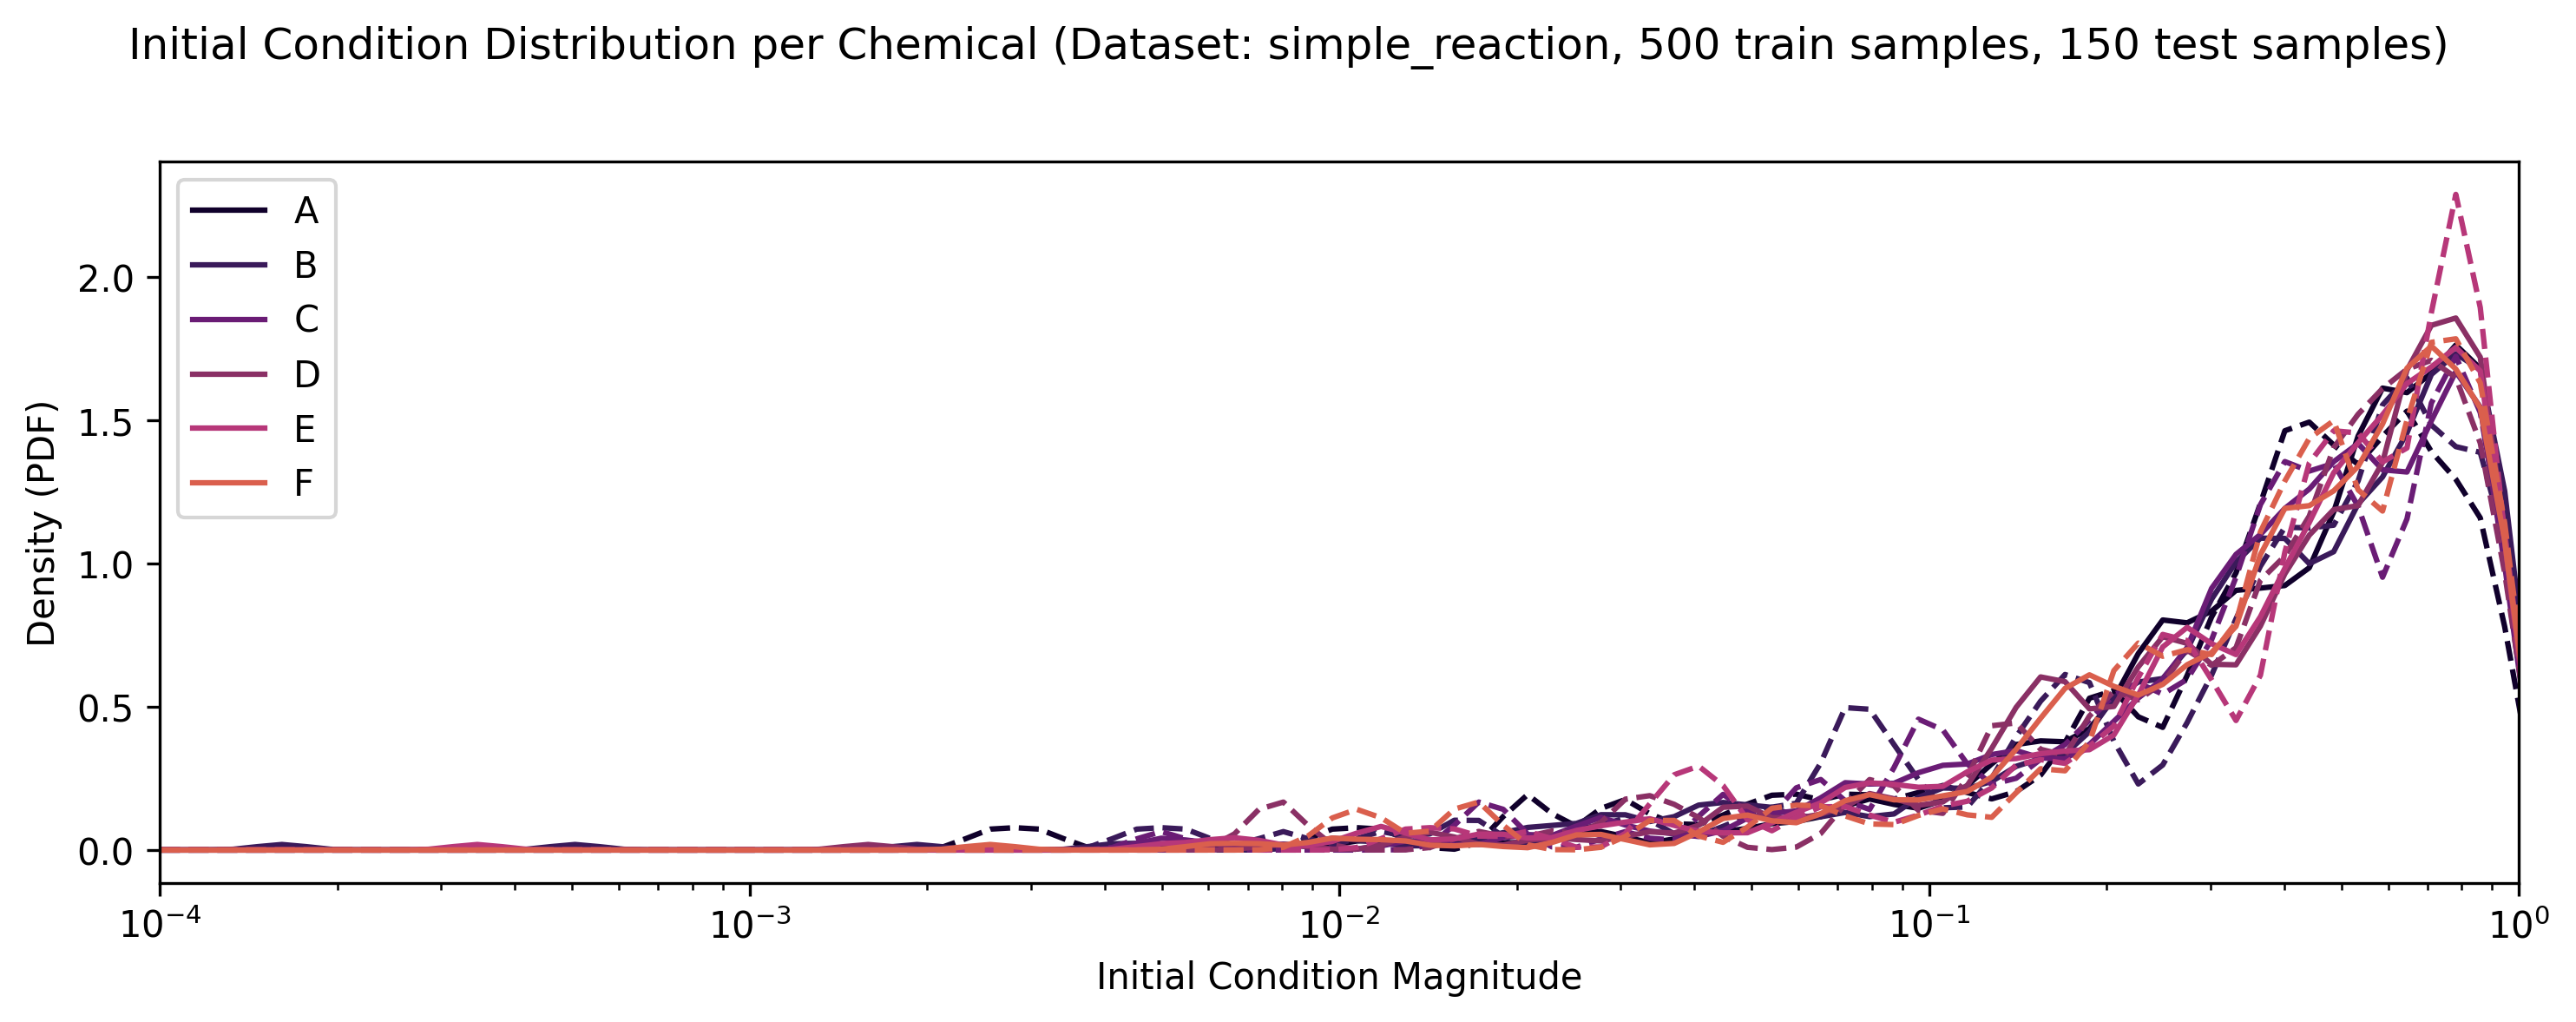 Initial Condition Distribution per Chemical (Dataset: simple_reaction, 500 train samples, 150 test samples)
A
B
C
D
E
F
Density (PDF)
2.0
1.5
1.0
0.5
0.0
10⁻⁴
10⁻³
10⁻²
10⁻¹
10⁰
Initial Condition Magnitude